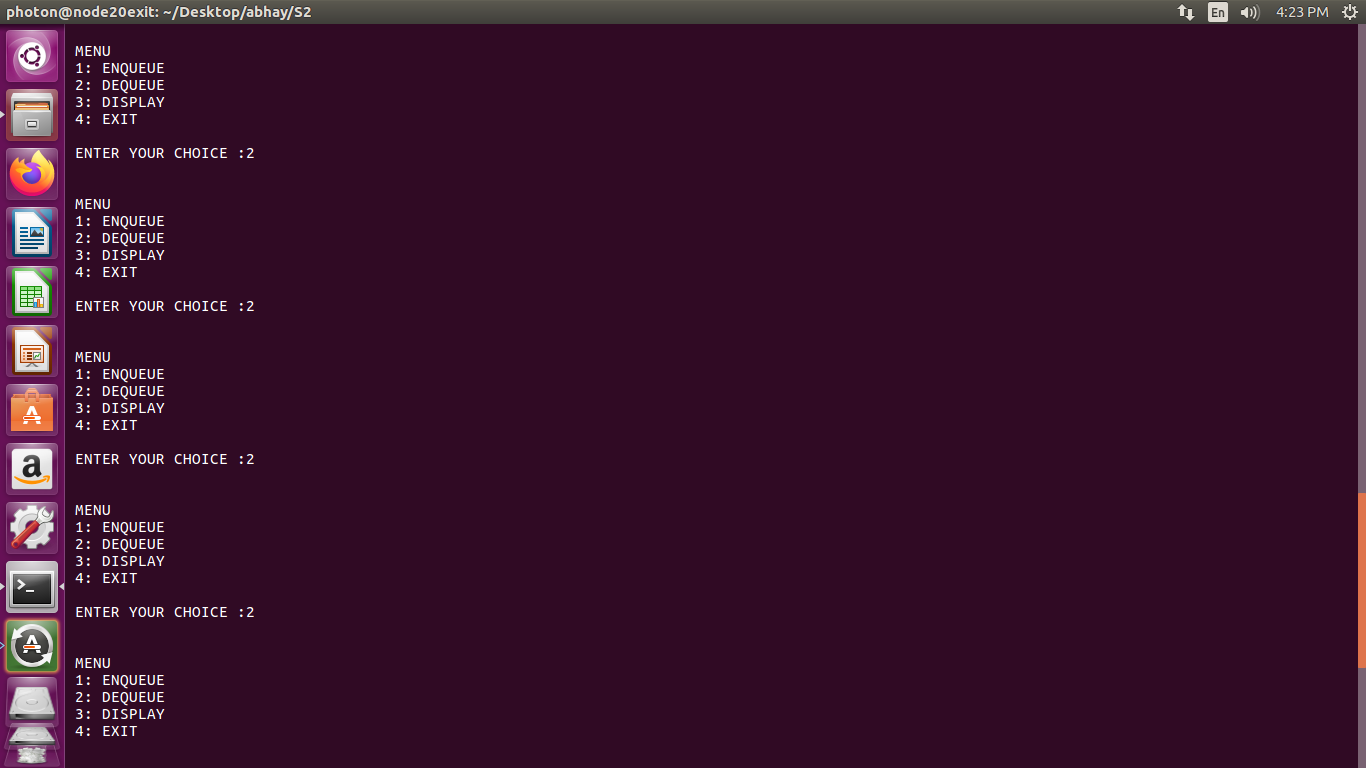 photon@node20exit: ~/Desktop/abhay/S2
En
4:23 PM
MENU
1: ENQUEUE
2: DEQUEUE
3: DISPLAY
4: EXIT
ENTER YOUR CHOICE :2
MENU
1: ENQUEUE
2: DEQUEUE
3: DISPLAY
4: EXIT
ENTER YOUR CHOICE :2
MENU
1: ENQUEUE
2: DEQUEUE
3: DISPLAY
4: EXIT
ENTER YOUR CHOICE :2
MENU
1: ENQUEUE
2: DEQUEUE
3: DISPLAY
4: EXIT
ENTER YOUR CHOICE :2
MENU
1: ENQUEUE
2: DEQUEUE
3: DISPLAY
4: EXIT